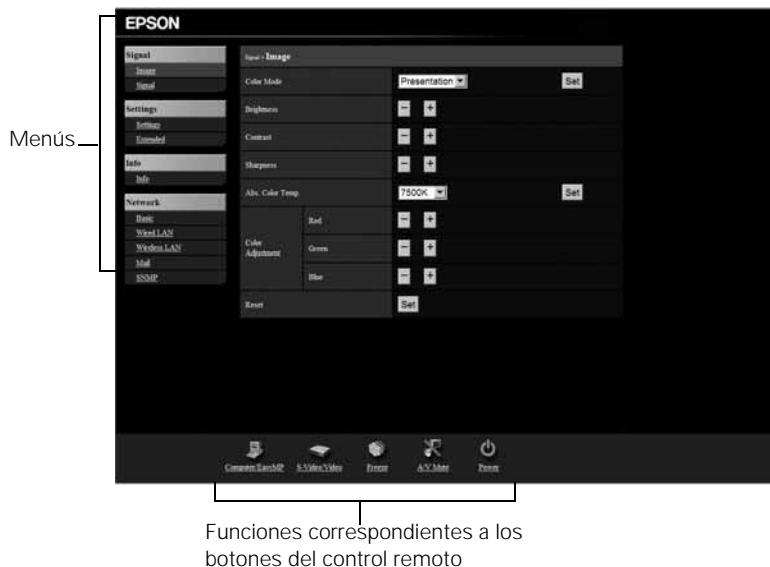 EPSON
Signal
Image
Signal
Settings
Settings
Extended
Info
Info
Network
Basic
Wired LAN
Wireless LAN
Mail
SNMP
Menús
Signal > Image
Color Mode
Presentation
Set
Brightness
- +
Contrast
- +
Sharpness
- +
Abs. Color Temp.
7500K
Set
Color Adjustment
Red
- +
Green
- +
Blue
- +
Reset
Set
Computer/EasyMP
S-Video/Video
Freeze
A/V Mute
Power
Funciones correspondientes a los
botones del control remoto